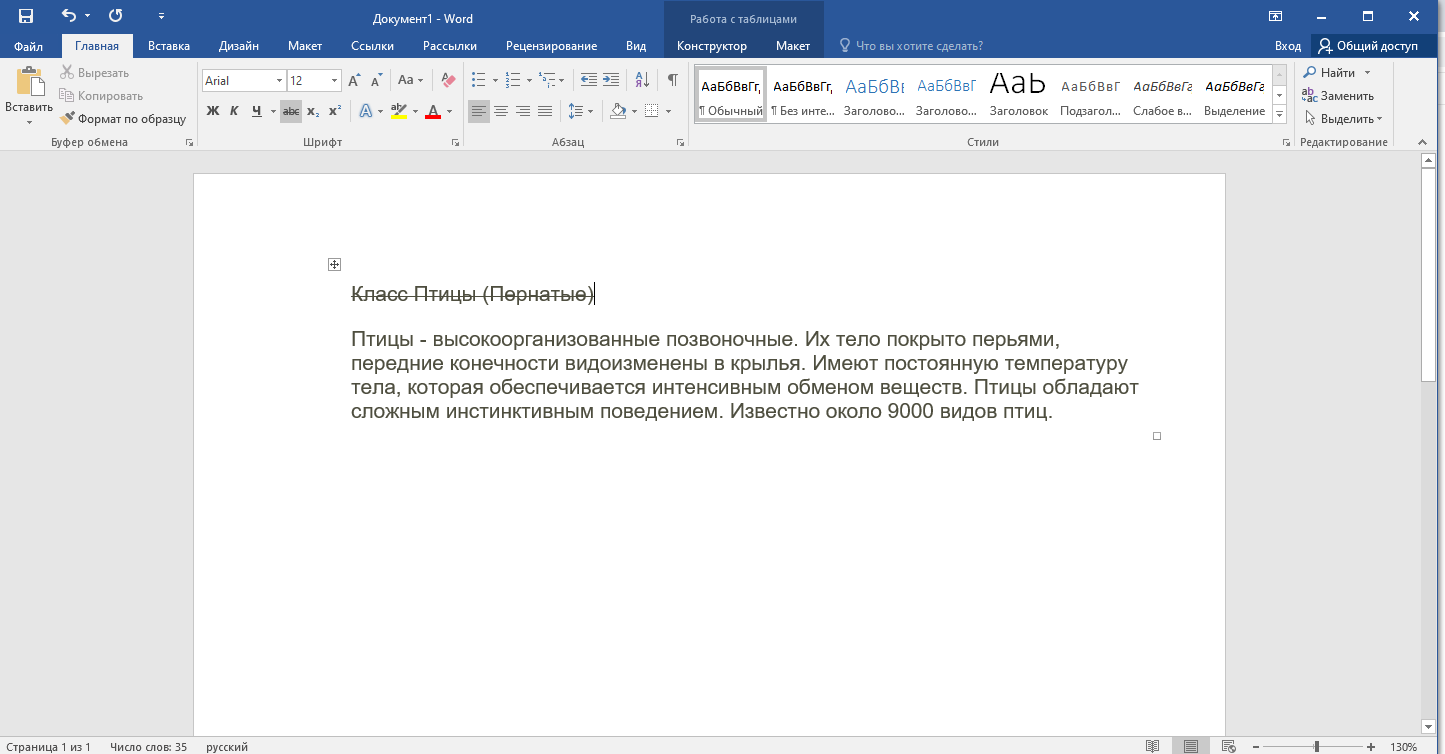 Документ1 - Word
Работа с таблицами
Файл
Главная
Вставка
Дизайн
Макет
Ссылки
Рассылки
Рецензирование
Вид
Конструктор
Макет
Что вы хотите сделать?
Вход
Общий доступ
Вставить
Вырезать
Копировать
Формат по образцу
Буфер обмена
Arial
12
Aa
Ж К Ч abc x₂ x²
Шрифт
Абзац
АаБбВвГг,
АаБбВвГг,
АаБбВв
АаБбВвГ
АаЬ
АаБбВвГ
АаБбВвГг
АаБбВвГг
¶ Обычный
¶ Без инте...
Заголово...
Заголово...
Заголовок
Подзагол...
Слабое в...
Выделение
Стили
Найти
Заменить
Выделить
Редактирование
Класс Птицы (Пернатые)
Птицы - высокоорганизованные позвоночные. Их тело покрыто перьями,
передние конечности видоизменены в крылья. Имеют постоянную температуру
тела, которая обеспечивается интенсивным обменом веществ. Птицы обладают
сложным инстинктивным поведением. Известно около 9000 видов птиц.
Страница 1 из 1
Число слов: 35
русский
130%